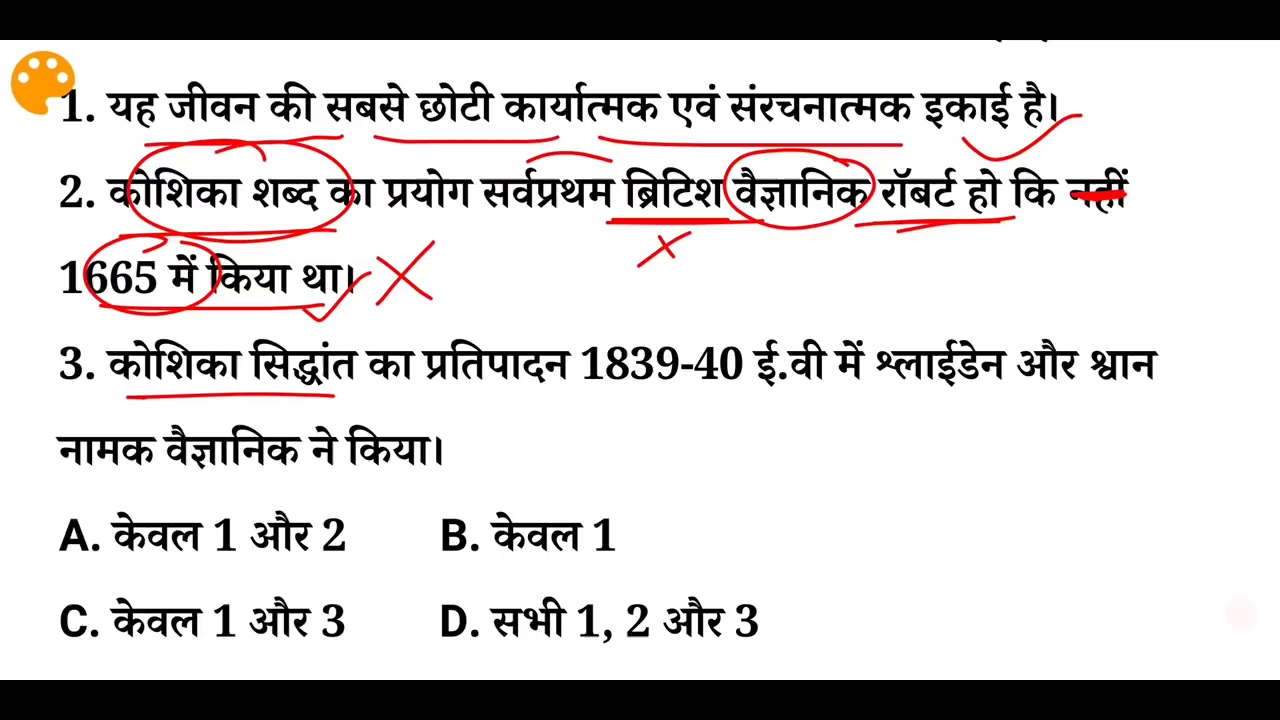 1. यह जीवन की सबसे छोटी कार्यात्मक एवं संरचनात्मक इकाई है।
2. कोशिका शब्द का प्रयोग सर्वप्रथम ब्रिटिश वैज्ञानिक रॉबर्ट हो कि नहीं
1665 में किया था।
3. कोशिका सिद्धांत का प्रतिपादन 1839-40 ई.वी में श्लाईडेन और श्वान
नामक वैज्ञानिक ने किया।
A. केवल 1 और 2 B. केवल 1
C. केवल 1 और 3 D. सभी 1, 2 और 3